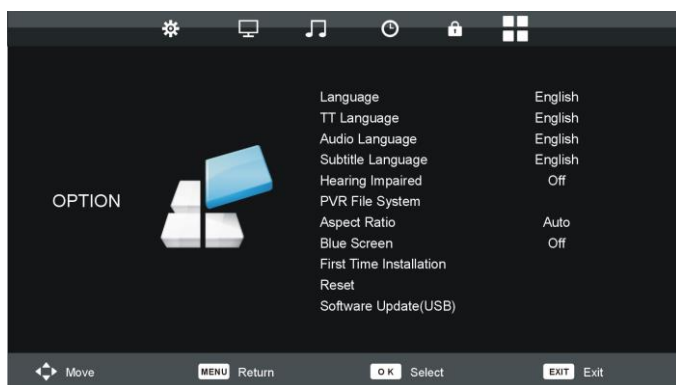 OPTION
Language English
TT Language English
Audio Language English
Subtitle Language English
Hearing Impaired Off
PVR File System
Aspect Ratio Auto
Blue Screen Off
First Time Installation
Reset
Software Update(USB)
Move MENU Return OK Select EXIT Exit